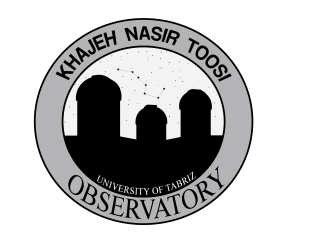 KHAJEH NASIR TOOSI
UNIVERSITY OF TABRIZ
OBSERVATORY